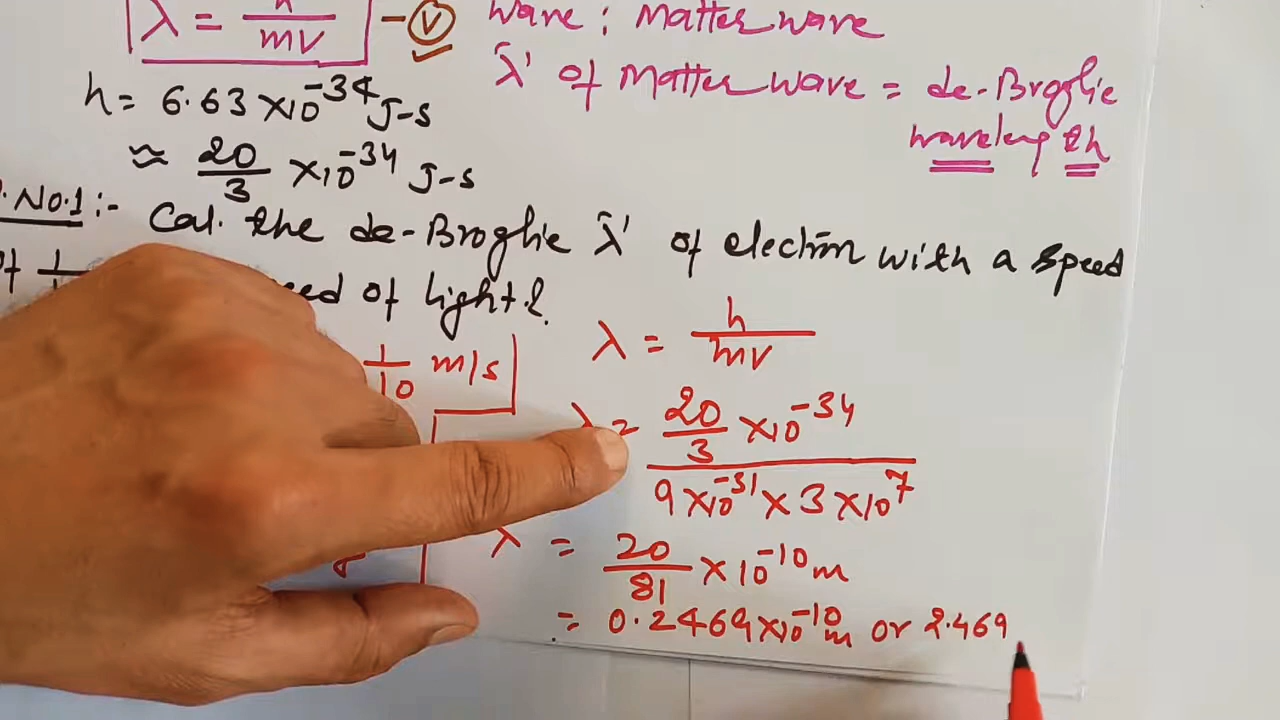 λ = h/mv - (v)
wave : Matter wave
'λ' of Matter wave = de-Broglie
wavelength
h = 6.63 ×10^-34 J-s
≈ 20/3 ×10^-34 J-s
No.1:- Cal. the de-Broglie 'λ' of electron with a speed
of light?
1/10 m/s
λ = h/mv
λ = 20/3 ×10^-34 / 9×10^-31 × 3×10^7
λ = 20/81 × 10^-10 m
= 0.2469×10^-10 m or 2.469